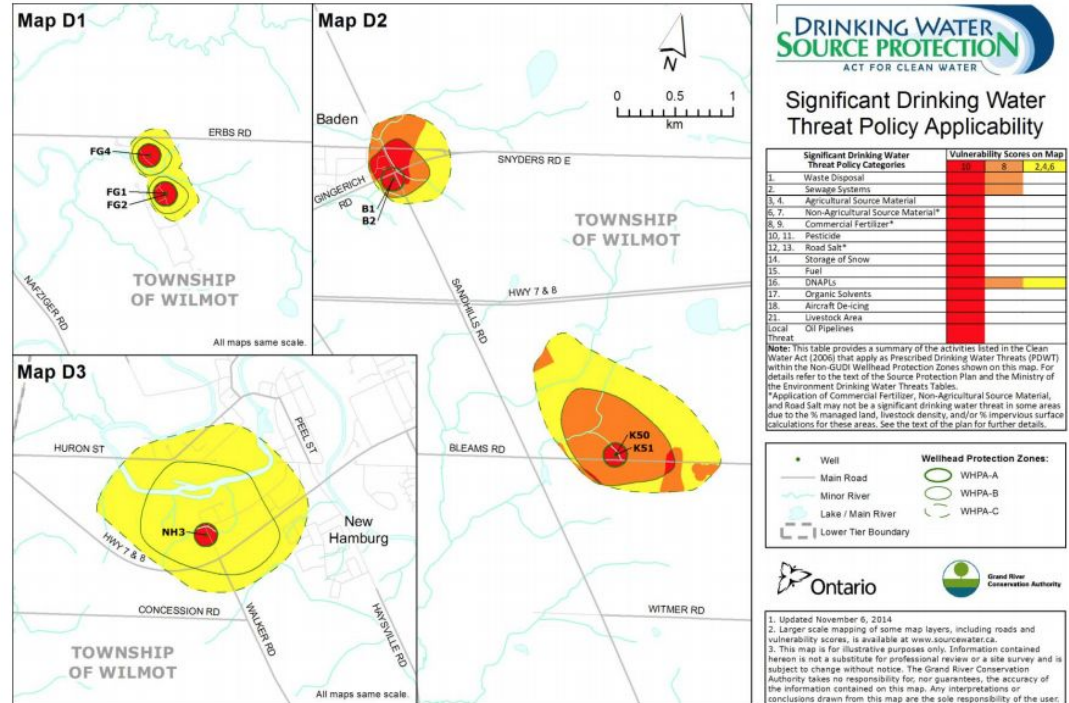 Map D1
ERBS RD
FG4
FG1
FG2
TOWNSHIP
OF WILMOT
NAFZIGER RD
All maps same scale.
Map D2
N
0 0.5 1
km
Baden
SNYDERS RD E
GINGERICH
RD
B1
B2
TOWNSHIP
OF WILMOT
SANDHILLS RD
HWY 7 & 8
K50
K51
BLEAMS RD
WITMER RD
Map D3
PEEL ST
HURON ST
NH3
New
Hamburg
HWY 7 & 8
CONCESSION RD
WALKER RD
HAYSVILLE RD
TOWNSHIP
OF WILMOT
All maps same scale.
DRINKING WATER
SOURCE PROTECTION
ACT FOR CLEAN WATER
Significant Drinking Water
Threat Policy Applicability
Significant Drinking Water
Threat Policy Categories
Vulnerability Scores on Map
10 8 2,4,6
1. Waste Disposal
2. Sewage Systems
3, 4. Agricultural Source Material
6, 7. Non-Agricultural Source Material*
8, 9. Commercial Fertilizer*
10, 11. Pesticide
12, 13. Road Salt*
14. Storage of Snow
15. Fuel
16. DNAPLs
17. Organic Solvents
18. Aircraft De-icing
21. Livestock Area
Local Oil Pipelines
Threat
Note: This table provides a summary of the activities listed in the Clean
Water Act (2006) that apply as Prescribed Drinking Water Threats (PDWT)
within the Non-GUDI Wellhead Protection Zones shown on this map. For
details refer to the text of the Source Protection Plan and the Ministry of
the Environment Drinking Water Threats Tables.
*Application of Commercial Fertilizer, Non-Agricultural Source Material,
and Road Salt may not be a significant drinking water threat in some areas
due to the % managed land, livestock density, and/or % impervious surface
calculations for these areas. See the text of the plan for further details.
Well
Main Road
Minor River
Lake / Main River
Lower Tier Boundary
Wellhead Protection Zones:
WHPA-A
WHPA-B
WHPA-C
Ontario
Grand River
Conservation Authority
1. Updated November 6, 2014
2. Larger scale mapping of some map layers, including roads and
vulnerability scores, is available at www.sourcewater.ca.
3. This map is for illustrative purposes only. Information contained
hereon is not a substitute for professional review or a site survey and is
subject to change without notice. The Grand River Conservation
Authority takes no responsibility for, nor guarantees, the accuracy of
the information contained on this map. Any interpretations or
conclusions drawn from this map are the sole responsibility of the user.